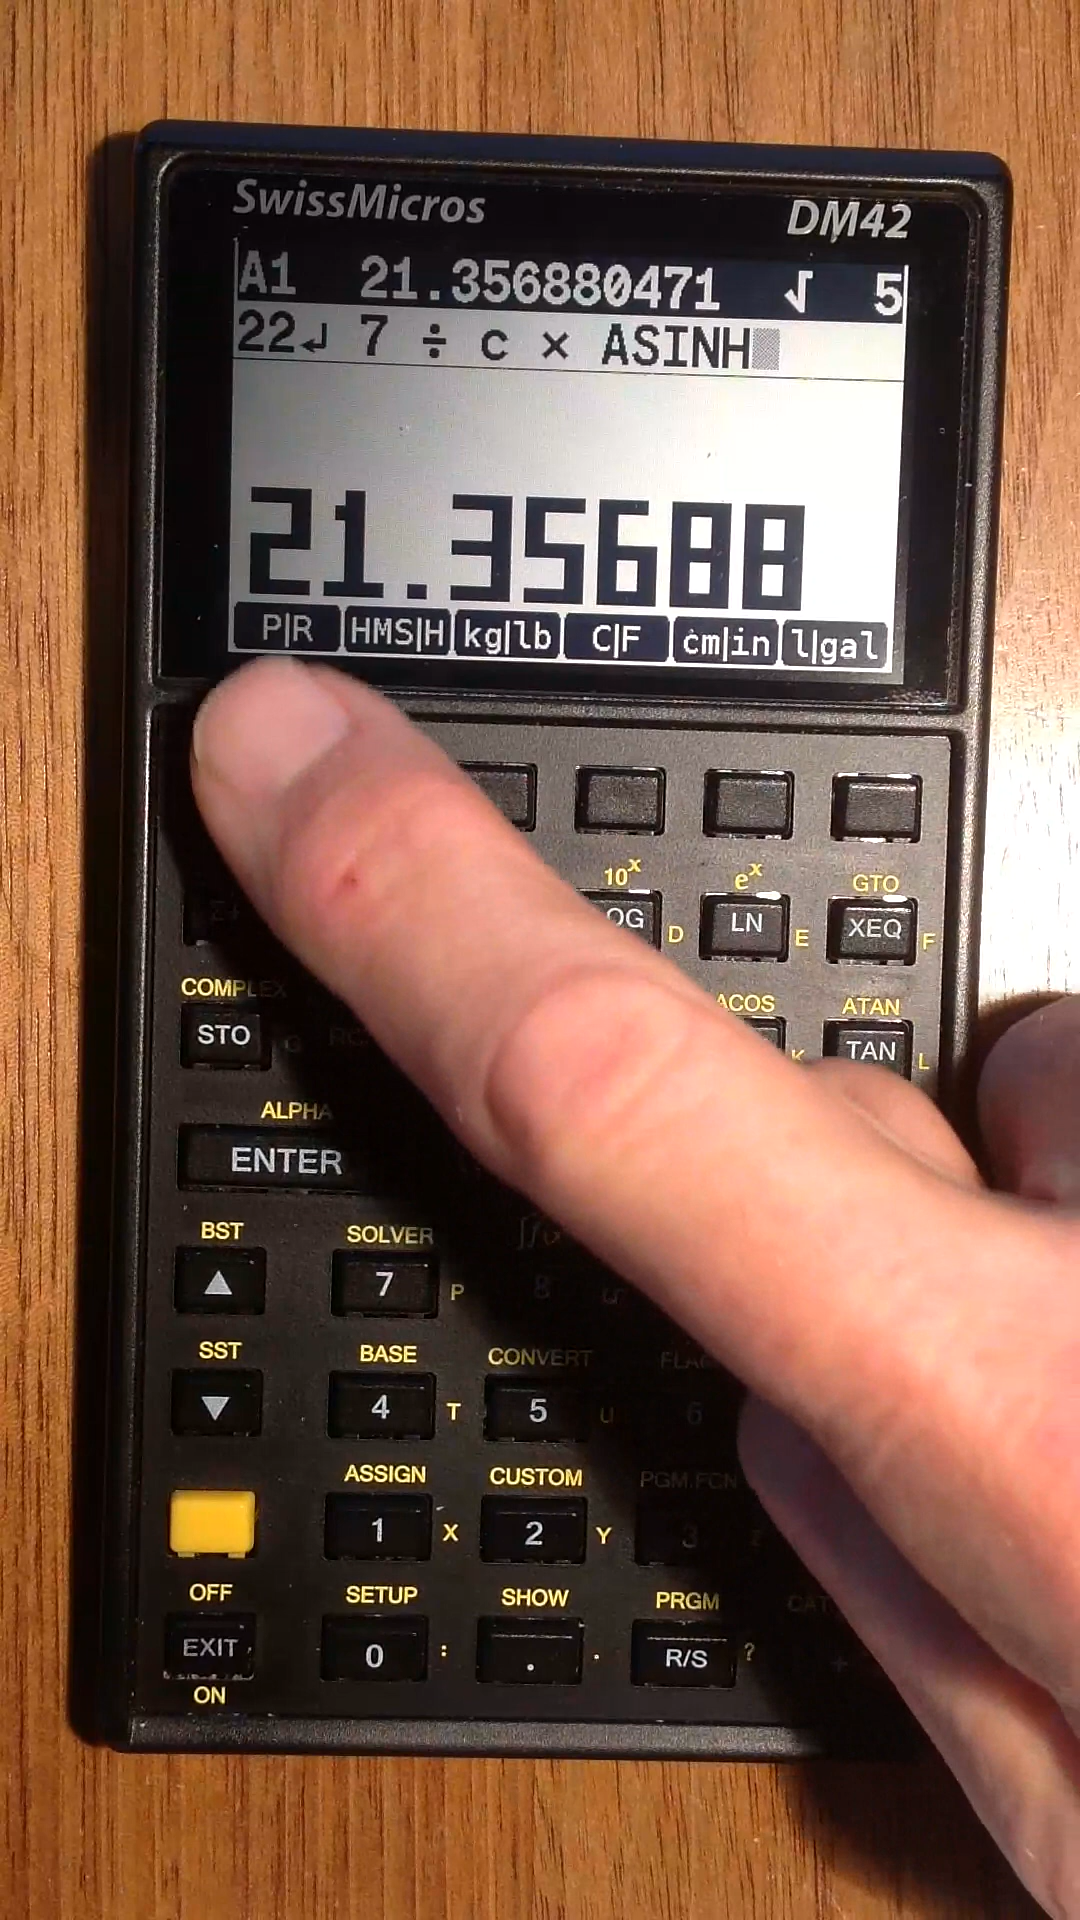 SwissMicros DM42
A1 21.356880471 √ 5
22↲ 7 ÷ c × ASINH
21.35688
P|R HMS|H kg|lb C|F cm|in l|gal
10ˣ eˣ GTO
Σ+ OG D LN E XEQ F
COMPLEX ACOS ATAN
STO G K TAN L
ALPHA
ENTER
BST SOLVER
▲ 7 P 8
SST BASE CONVERT FLAG
▼ 4 T 5 U 6
ASSIGN CUSTOM PGM.FCN
1 X 2 Y 3 Z
OFF SETUP SHOW PRGM CAT
EXIT 0 : . . R/S ? +
ON